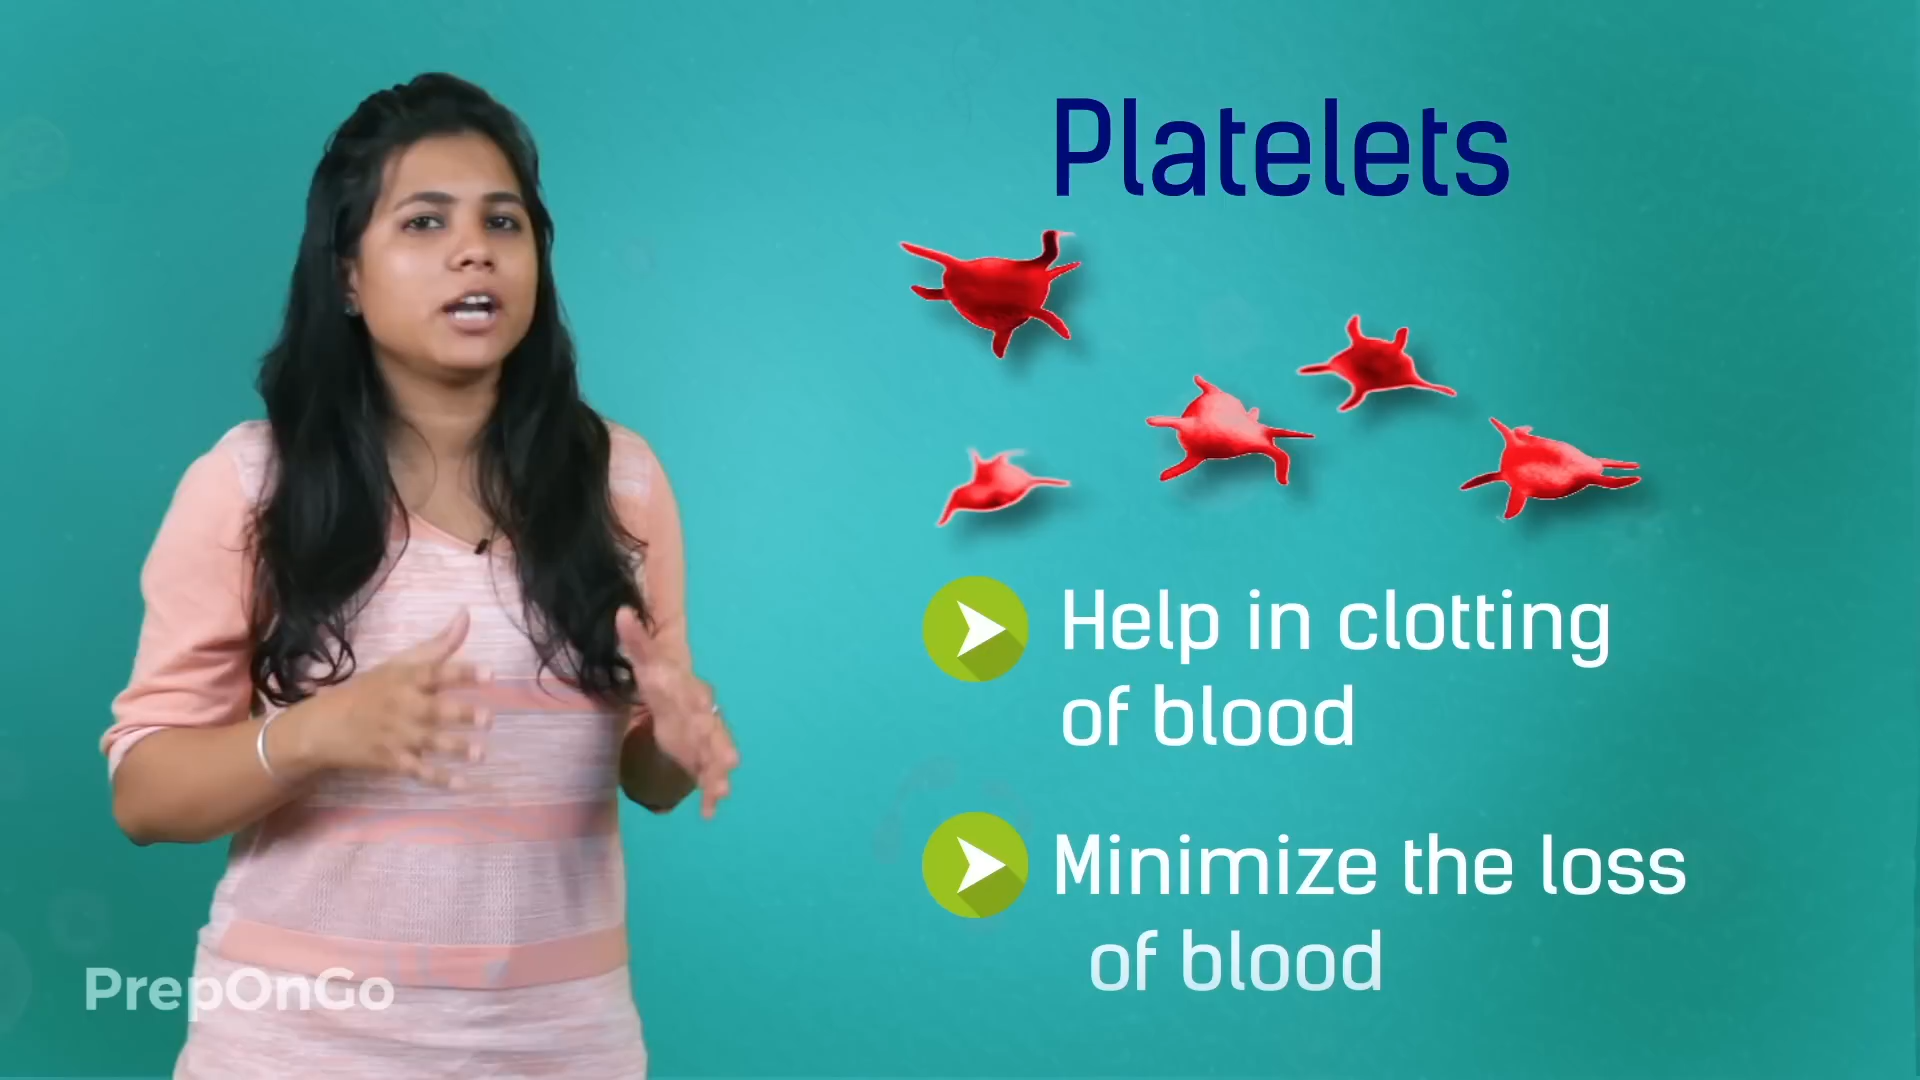 Platelets
Help in clotting
of blood
Minimize the loss
of blood
PrepOnGo